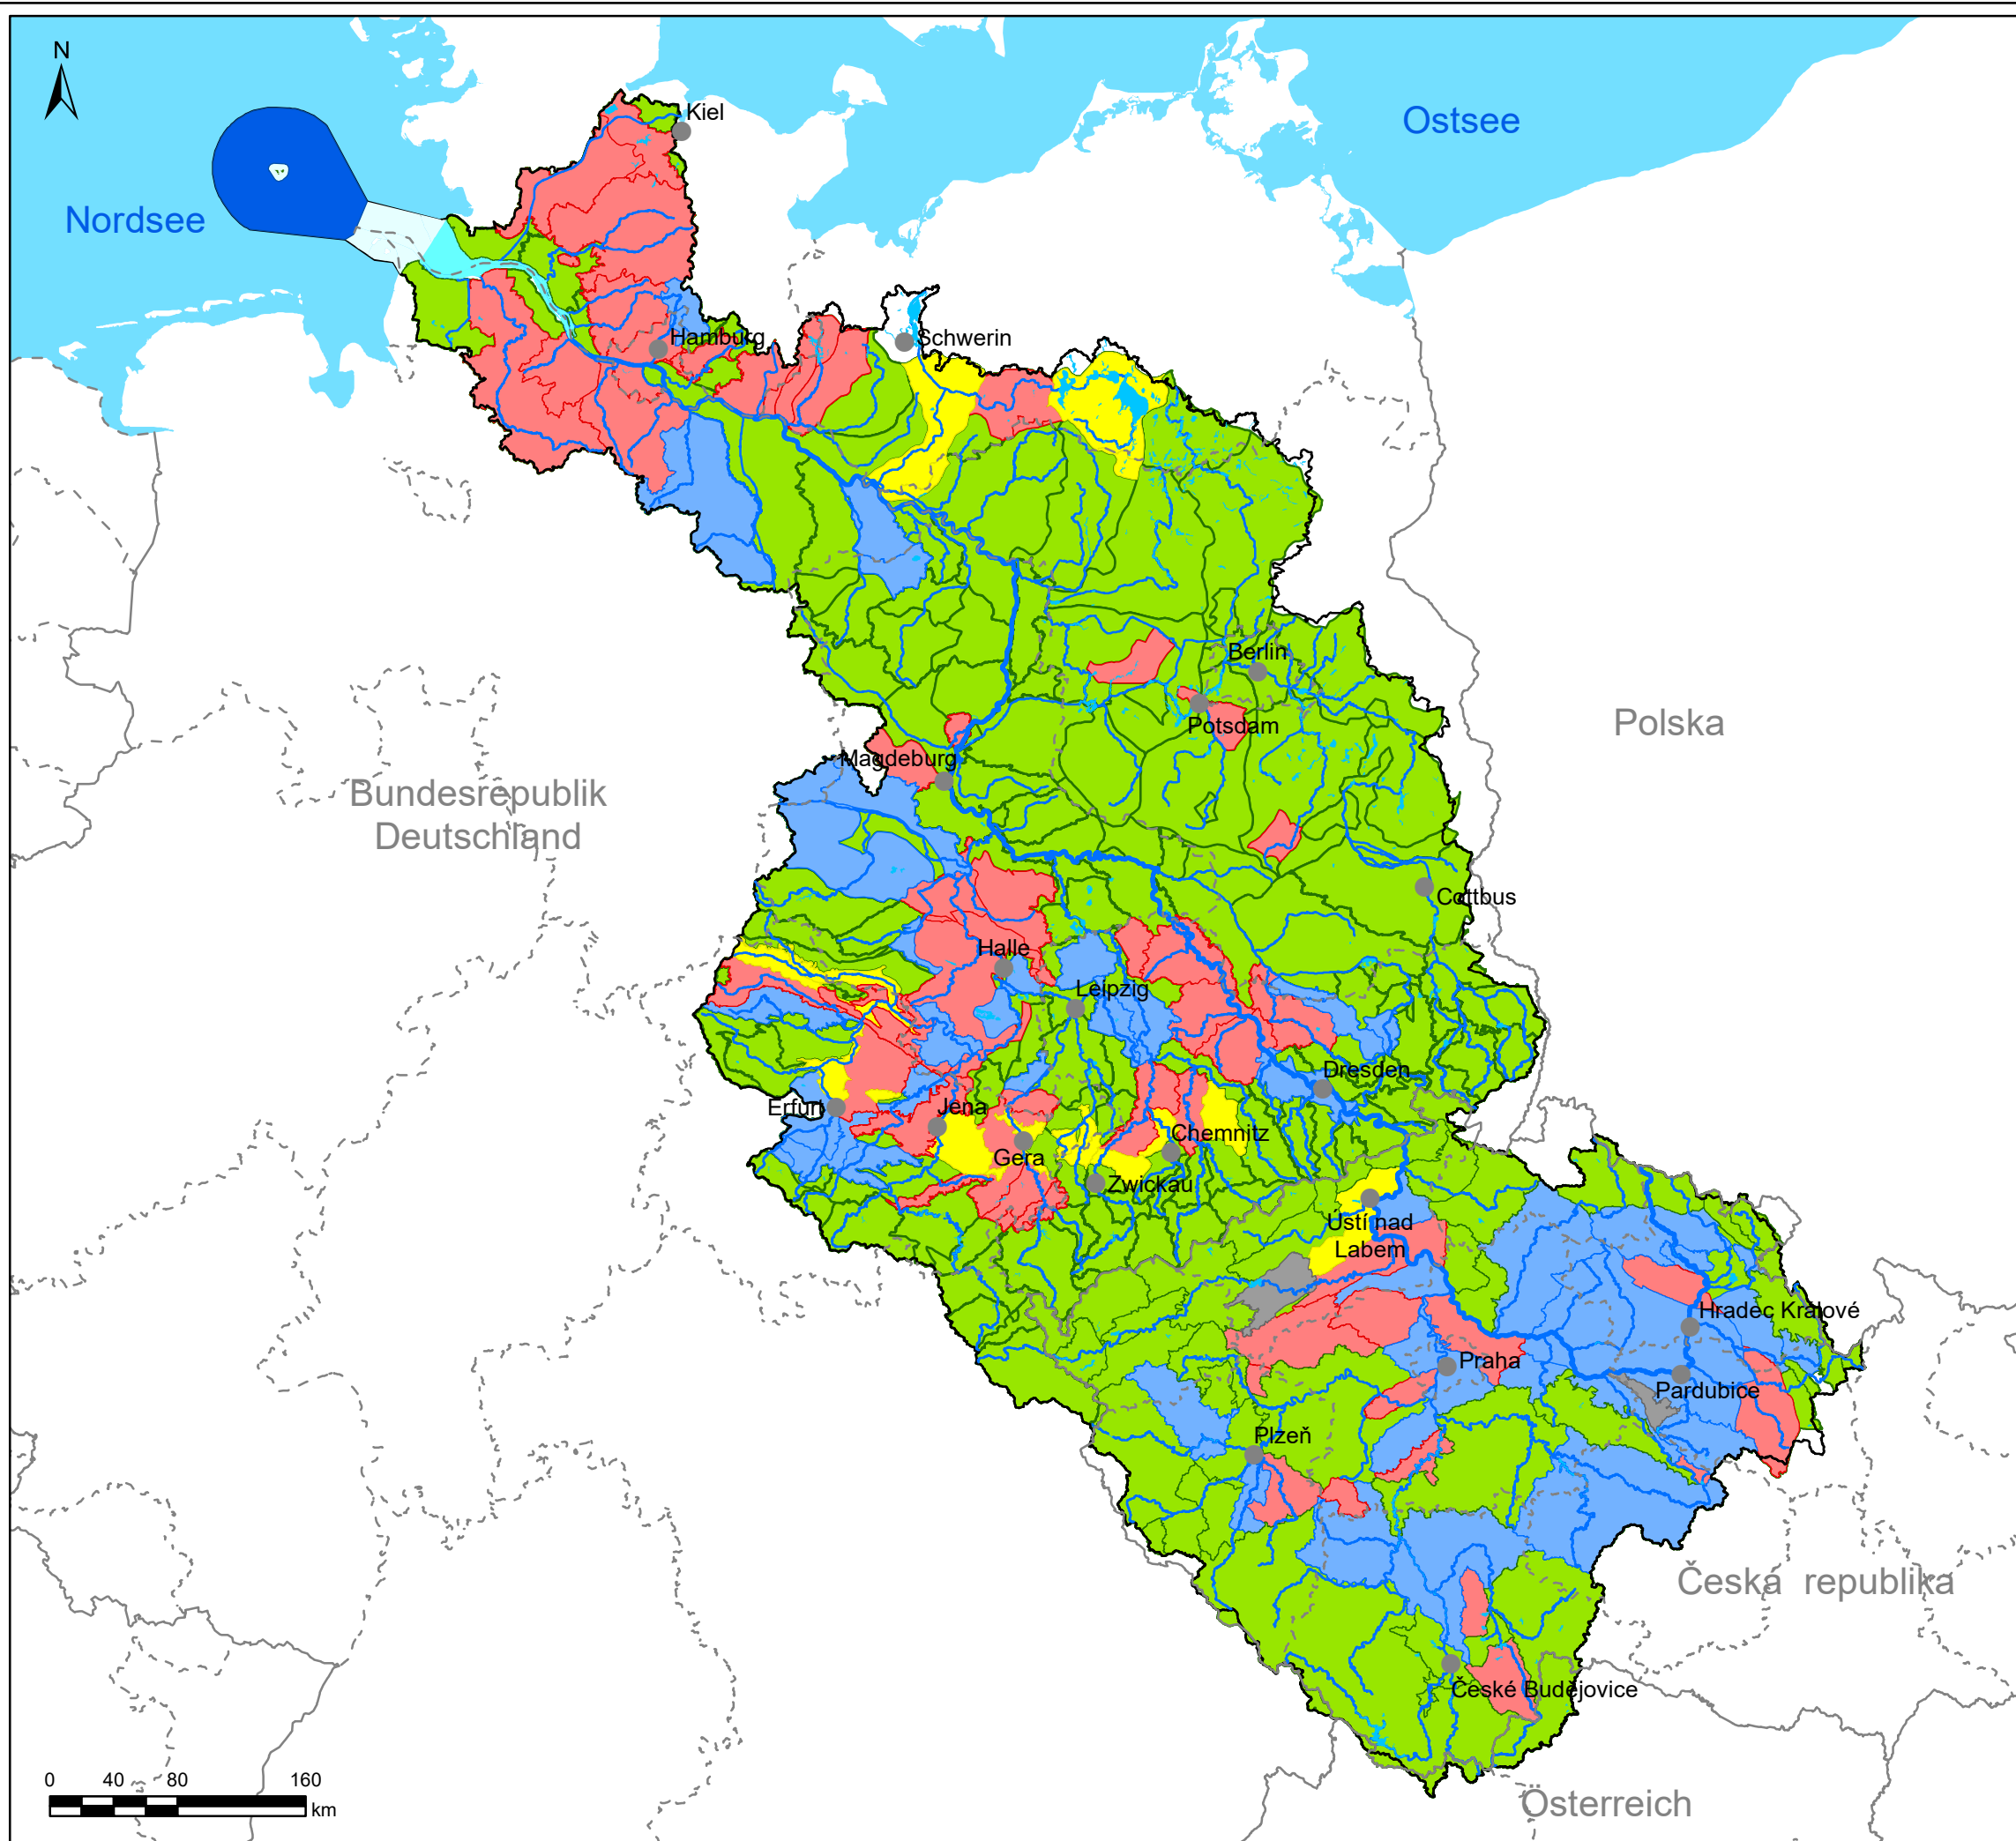 N
Kiel
Ostsee
Nordsee
Hamburg
Schwerin
Berlin
Polska
Potsdam
Magdeburg
Bundesrepublik
Deutschland
Cottbus
Halle
Leipzig
Dresden
Erfurt
Jena
Chemnitz
Gera
Zwickau
Ústí nad
Labem
Hradec Králové
Praha
Pardubice
Plzeň
Česká republika
České Budějovice
0 40 80 160
km
Österreich